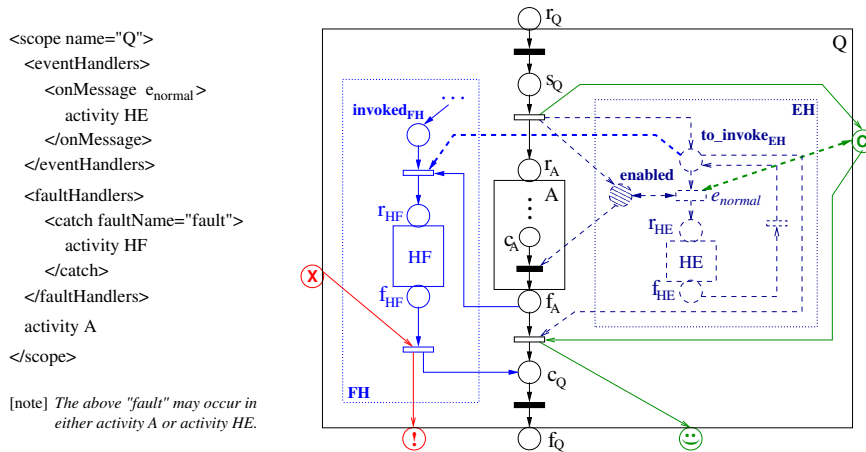 <scope name="Q">
<eventHandlers>
<onMessage e_normal>
activity HE
</onMessage>
</eventHandlers>
<faultHandlers>
<catch faultName="fault">
activity HF
</catch>
</faultHandlers>
activity A
</scope>
[note] The above "fault" may occur in
either activity A or activity HE.
r_Q
Q
s_Q
invoked_FH
...
EH
to_invoke_EH
C
r_A
enabled
A
e_normal
r_HF
r_HE
c_A
HF
HE
X
f_HF
f_HE
f_A
c_Q
FH
!
f_Q